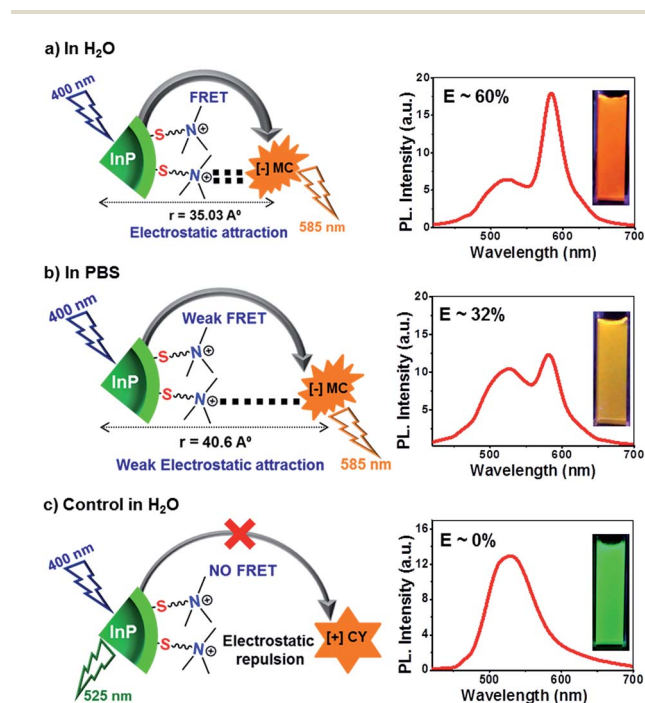 a) In H₂O
400 nm
FRET
S
N
⊕
InP
S
N
⊕
[-] MC
r = 35.03 Aº
Electrostatic attraction
585 nm
PL. Intensity (a.u.)
20
15
10
5
0
E ~ 60%
500 600 700
Wavelength (nm)
b) In PBS
400 nm
Weak FRET
S
N
⊕
InP
S
N
⊕
[-] MC
r = 40.6 Aº
Weak Electrostatic attraction
585 nm
PL. Intensity (a.u.)
20
15
10
5
E ~ 32%
500 600 700
Wavelength (nm)
c) Control in H₂O
400 nm
NO FRET
S
N
⊕
InP
S
N
⊕
Electrostatic
repulsion
[+] CY
525 nm
PL. Intensity (a.u.)
16
12
8
4
0
E ~ 0%
500 600 700
Wavelength (nm)